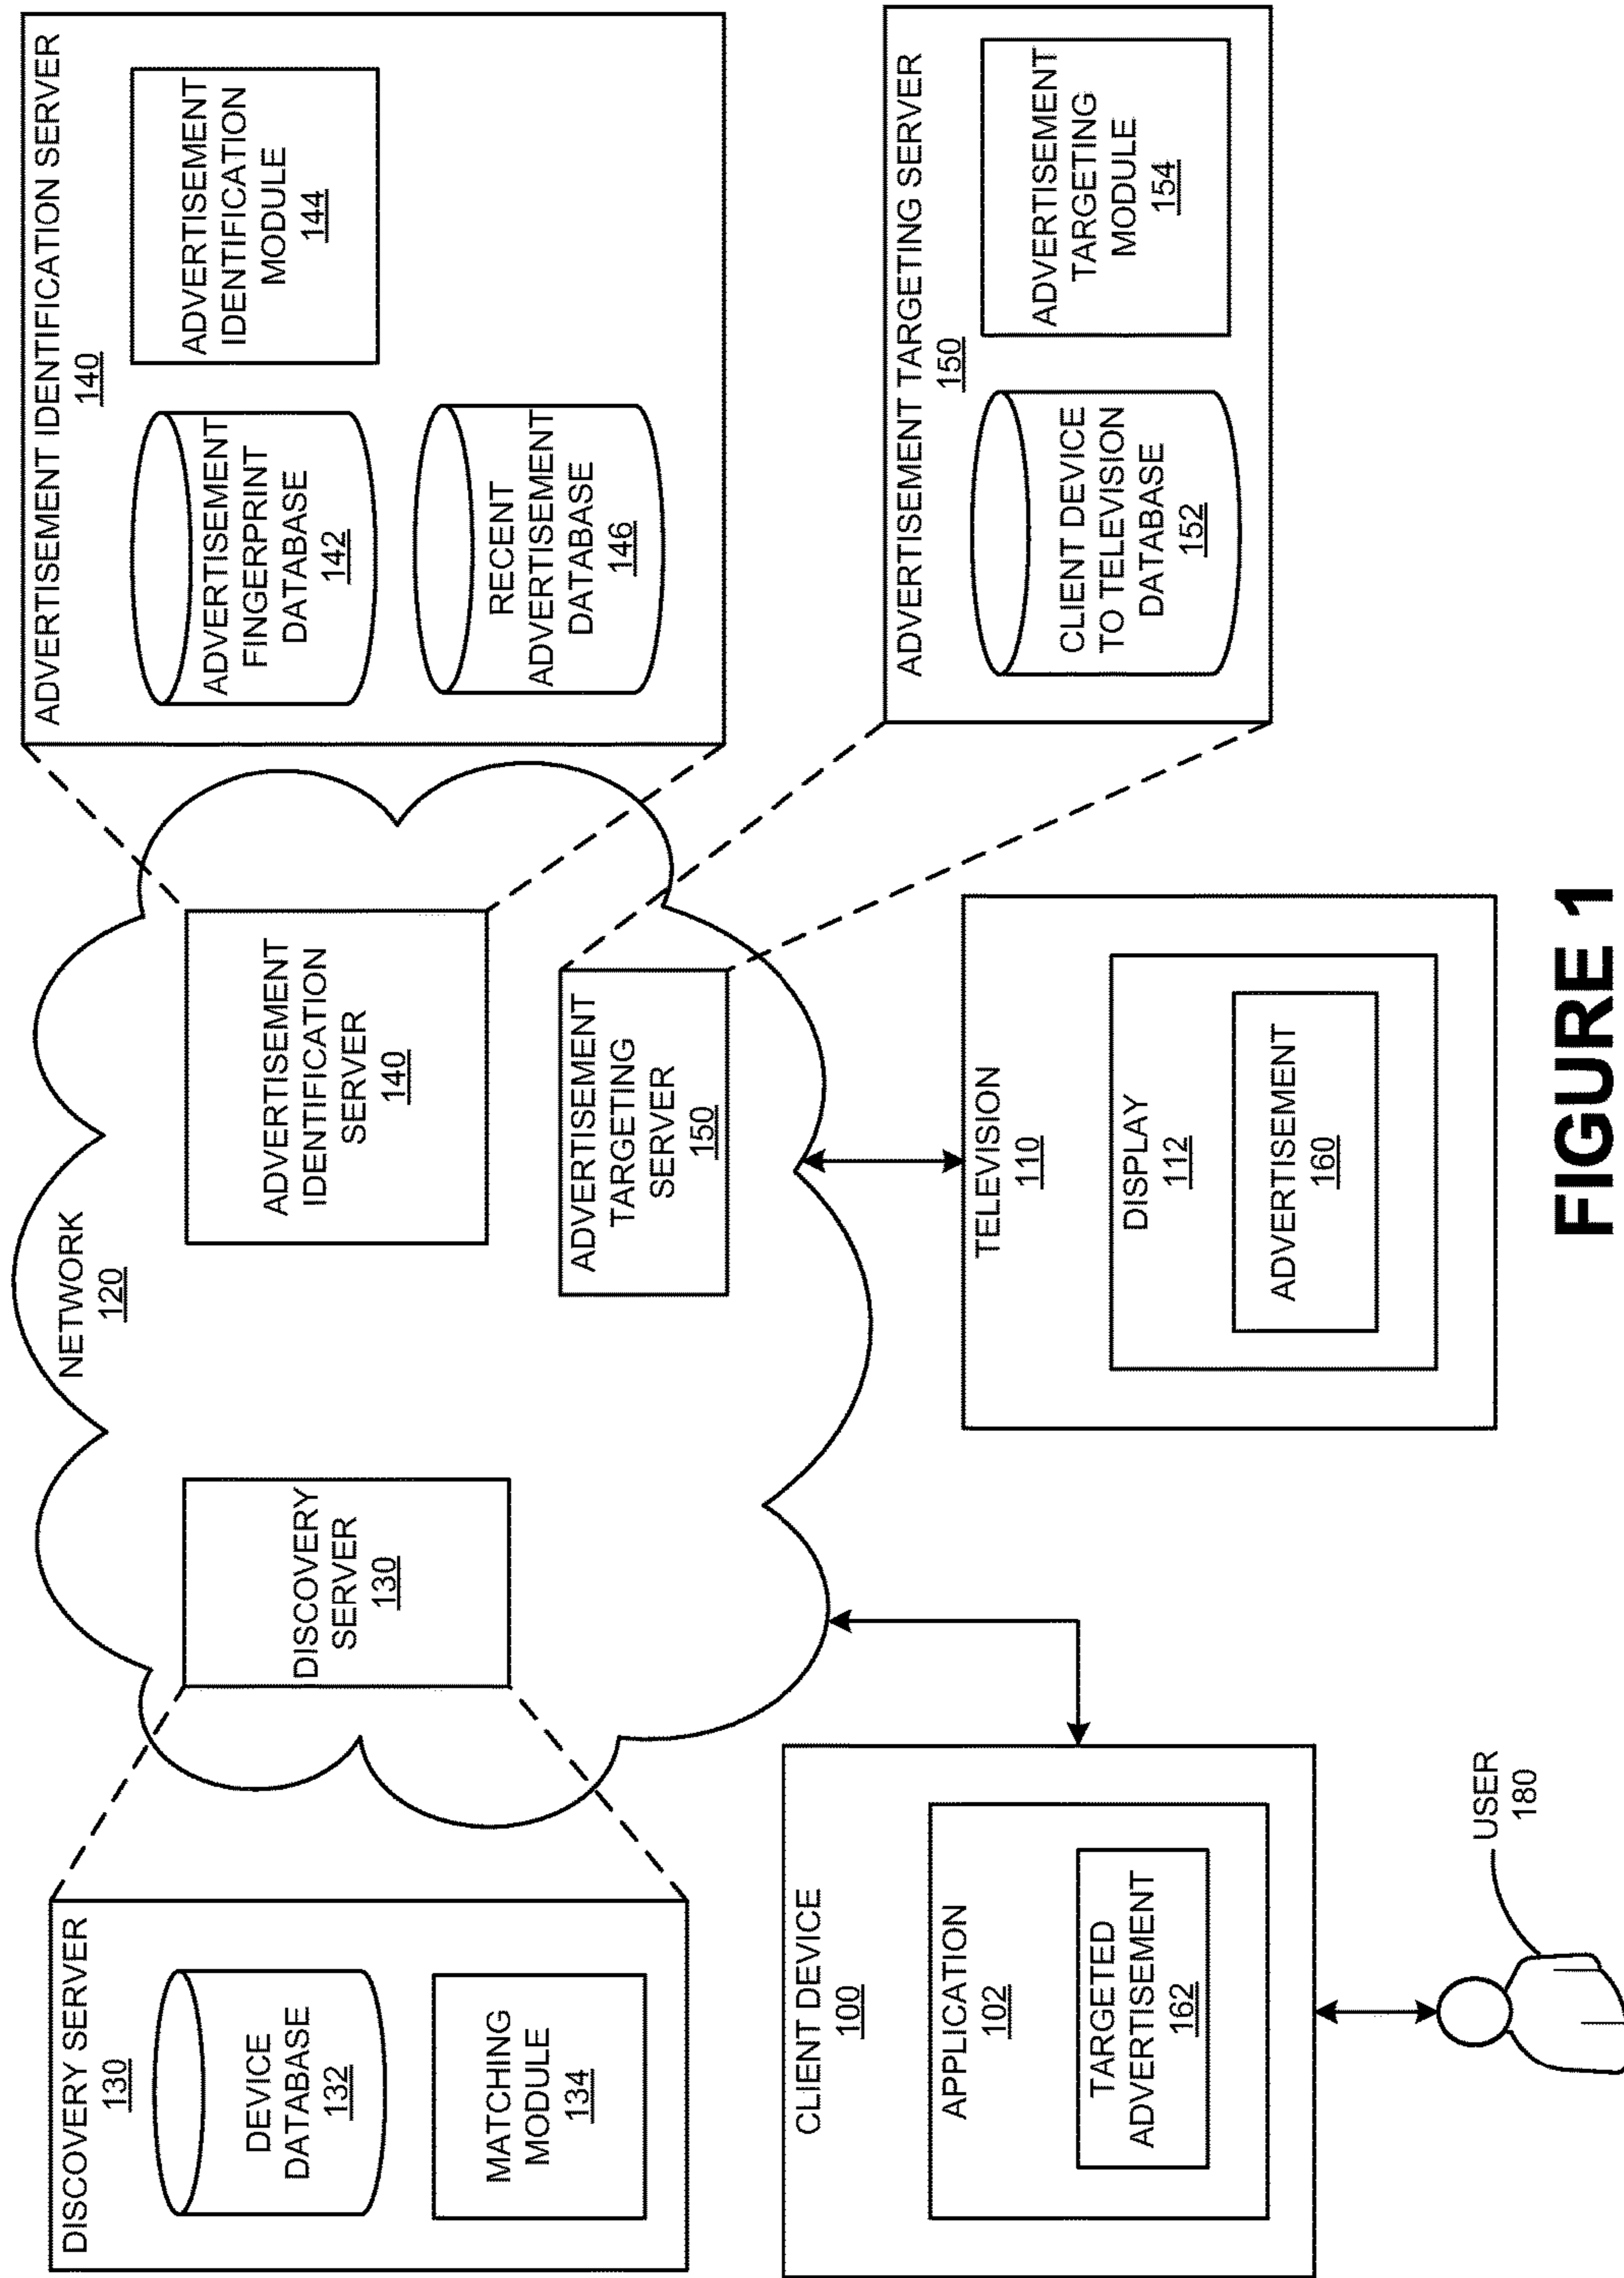 DISCOVERY SERVER
130
DEVICE
DATABASE
132
MATCHING
MODULE
134
NETWORK
120
DISCOVERY
SERVER
130
ADVERTISEMENT
IDENTIFICATION
SERVER
140
ADVERTISEMENT
TARGETING
SERVER
150
ADVERTISEMENT IDENTIFICATION SERVER
140
ADVERTISEMENT
FINGERPRINT
DATABASE
142
ADVERTISEMENT
IDENTIFICATION
MODULE
144
RECENT
ADVERTISEMENT
DATABASE
146
CLIENT DEVICE
100
APPLICATION
102
TARGETED
ADVERTISEMENT
162
USER
180
TELEVISION
110
DISPLAY
112
ADVERTISEMENT
160
ADVERTISEMENT TARGETING SERVER
150
CLIENT DEVICE
TO TELEVISION
DATABASE
152
ADVERTISEMENT
TARGETING
MODULE
154
FIGURE 1